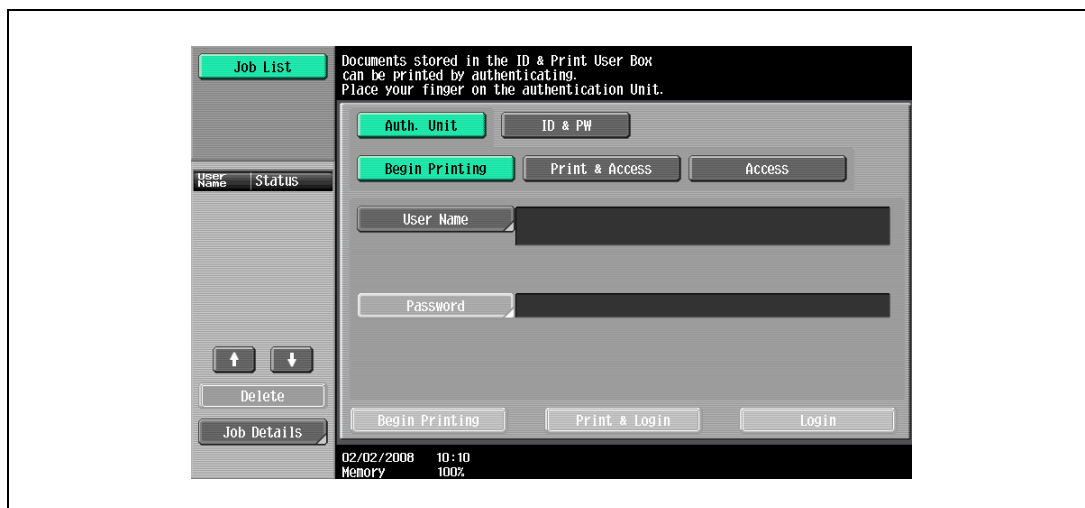 Job List
Documents stored in the ID & Print User Box
can be printed by authenticating.
Place your finger on the authentication Unit.
Auth. Unit
ID & PW
Begin Printing
Print & Access
Access
User Name
Status
User Name
Password
Delete
Job Details
Begin Printing
Print & Login
Login
02/02/2008 10:10
Memory 100%